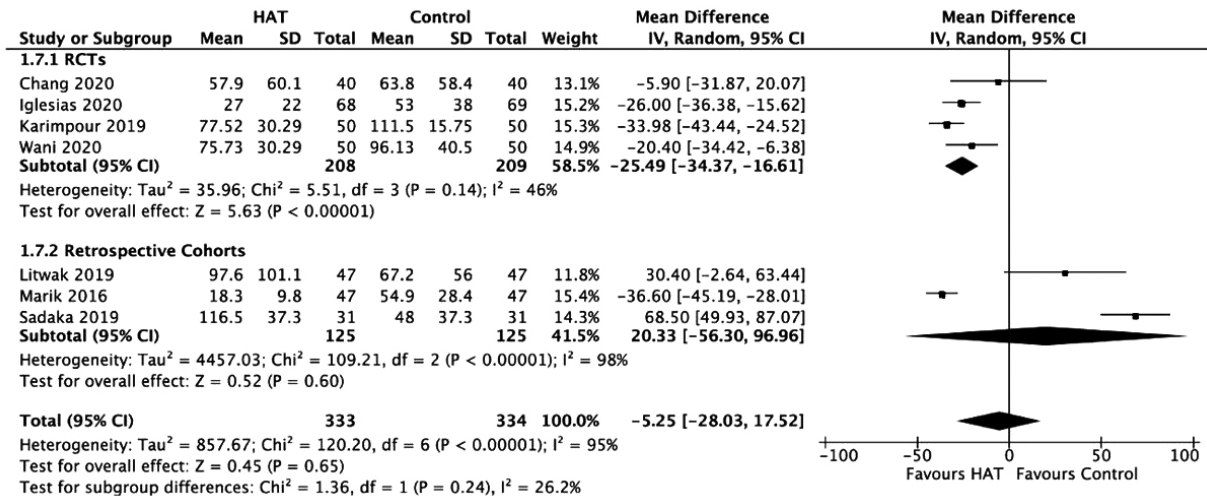 HAT Control Mean Difference Mean Difference
Study or Subgroup Mean SD Total Mean SD Total Weight IV, Random, 95% CI IV, Random, 95% CI
1.7.1 RCTs
Chang 2020 57.9 60.1 40 63.8 58.4 40 13.1% −5.90 [−31.87, 20.07]
Iglesias 2020 27 22 68 53 38 69 15.2% −26.00 [−36.38, −15.62]
Karimpour 2019 77.52 30.29 50 111.5 15.75 50 15.3% −33.98 [−43.44, −24.52]
Wani 2020 75.73 30.29 50 96.13 40.5 50 14.9% −20.40 [−34.42, −6.38]
Subtotal (95% CI) 208 209 58.5% −25.49 [−34.37, −16.61]
Heterogeneity: Tau² = 35.96; Chi² = 5.51, df = 3 (P = 0.14); I² = 46%
Test for overall effect: Z = 5.63 (P < 0.00001)
1.7.2 Retrospective Cohorts
Litwak 2019 97.6 101.1 47 67.2 56 47 11.8% 30.40 [−2.64, 63.44]
Marik 2016 18.3 9.8 47 54.9 28.4 47 15.4% −36.60 [−45.19, −28.01]
Sadaka 2019 116.5 37.3 31 48 37.3 31 14.3% 68.50 [49.93, 87.07]
Subtotal (95% CI) 125 125 41.5% 20.33 [−56.30, 96.96]
Heterogeneity: Tau² = 4457.03; Chi² = 109.21, df = 2 (P < 0.00001); I² = 98%
Test for overall effect: Z = 0.52 (P = 0.60)
Total (95% CI) 333 334 100.0% −5.25 [−28.03, 17.52]
Heterogeneity: Tau² = 857.67; Chi² = 120.20, df = 6 (P < 0.00001); I² = 95%
Test for overall effect: Z = 0.45 (P = 0.65)
Test for subgroup differences: Chi² = 1.36, df = 1 (P = 0.24), I² = 26.2%
-100 -50 0 50 100
Favours HAT Favours Control